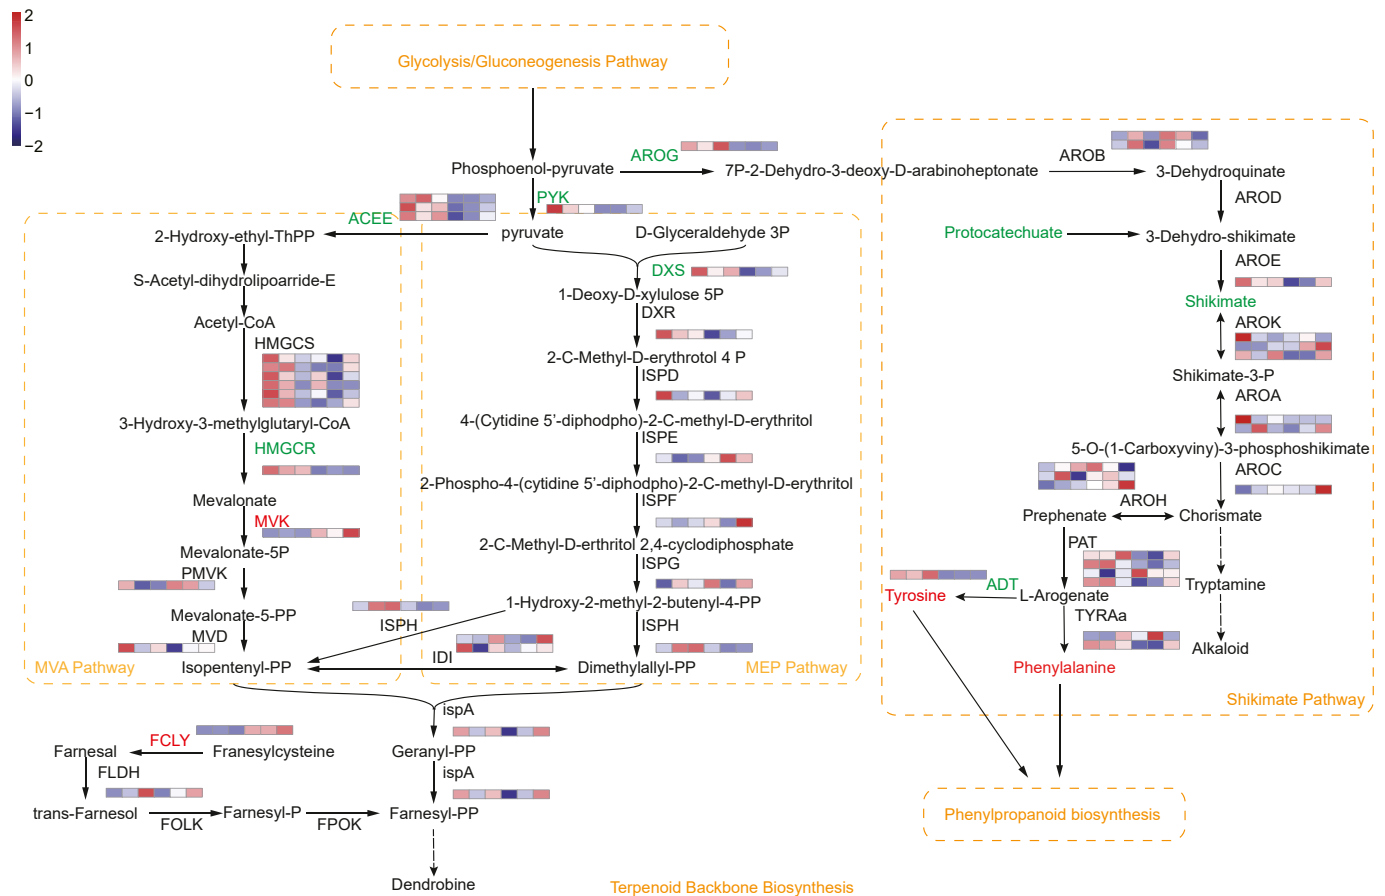 2
1
0
−1
−2
Glycolysis/Gluconeogenesis Pathway
Phosphoenol-pyruvate
AROG
7P-2-Dehydro-3-deoxy-D-arabinoheptonate
AROB
3-Dehydroquinate
AROD
PYK
ACEE
2-Hydroxy-ethyl-ThPP
pyruvate
D-Glyceraldehyde 3P
Protocatechuate
3-Dehydro-shikimate
AROE
S-Acetyl-dihydrolipoarride-E
DXS
1-Deoxy-D-xylulose 5P
Shikimate
Acetyl-CoA
DXR
AROK
HMGCS
2-C-Methyl-D-erythrotol 4 P
ISPD
Shikimate-3-P
AROA
3-Hydroxy-3-methylglutaryl-CoA
4-(Cytidine 5’-diphodpho)-2-C-methyl-D-erythritol
ISPE
HMGCR
5-O-(1-Carboxyviny)-3-phosphoshikimate
AROC
2-Phospho-4-(cytidine 5’-diphodpho)-2-C-methyl-D-erythritol
ISPF
Mevalonate
AROH
Prephenate
Chorismate
MVK
PAT
2-C-Methyl-D-erthritol 2,4-cyclodiphosphate
ISPG
Mevalonate-5P
PMVK
ADT
Tyrosine
L-Arogenate
Tryptamine
TYRAa
Mevalonate-5-PP
1-Hydroxy-2-methyl-2-butenyl-4-PP
ISPH
ISPH
MVD
IDI
Alkaloid
MVA Pathway
Isopentenyl-PP
Dimethylallyl-PP
MEP Pathway
Phenylalanine
Shikimate Pathway
ispA
FCLY
Farnesal
Franesylcysteine
Geranyl-PP
FLDH
ispA
trans-Farnesol
FOLK
Farnesyl-P
FPOK
Farnesyl-PP
Phenylpropanoid biosynthesis
Dendrobine
Terpenoid Backbone Biosynthesis